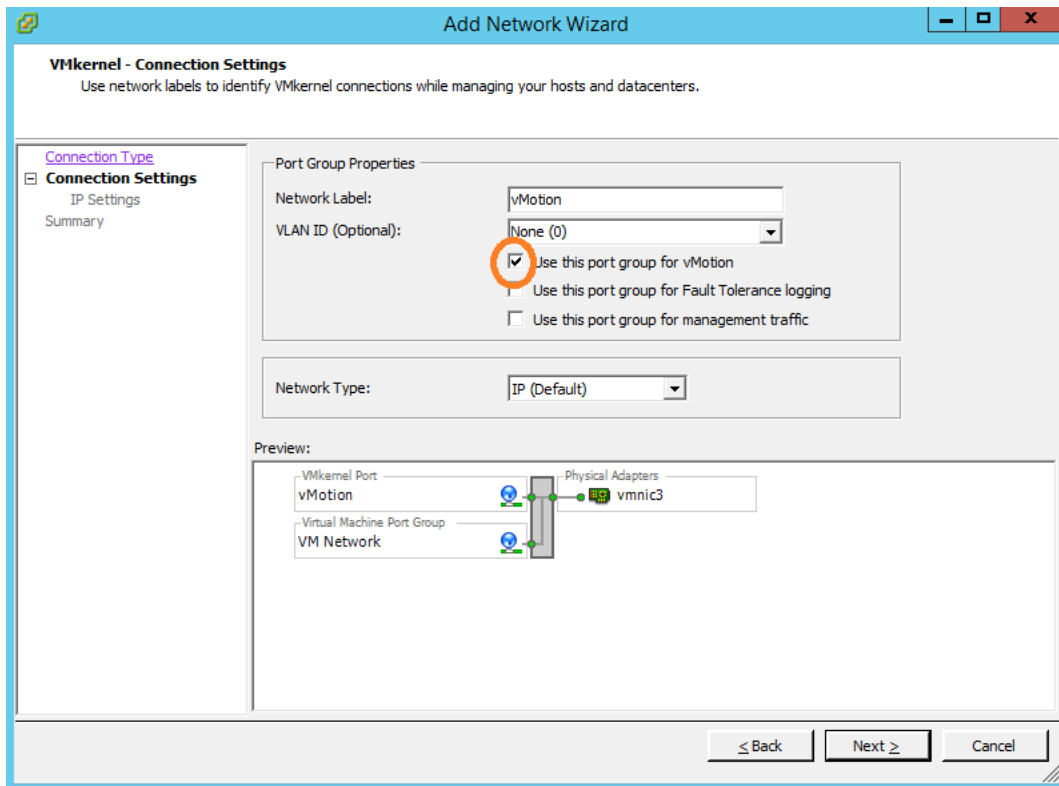 Add Network Wizard
x
VMkernel - Connection Settings
Use network labels to identify VMkernel connections while managing your hosts and datacenters.
Connection Type
Connection Settings
IP Settings
Summary
Port Group Properties
Network Label:
vMotion
VLAN ID (Optional):
None (0)
Use this port group for vMotion
Use this port group for Fault Tolerance logging
Use this port group for management traffic
Network Type:
IP (Default)
Preview:
VMkernel Port
vMotion
Physical Adapters
vmnic3
Virtual Machine Port Group
VM Network
< Back
Next >
Cancel